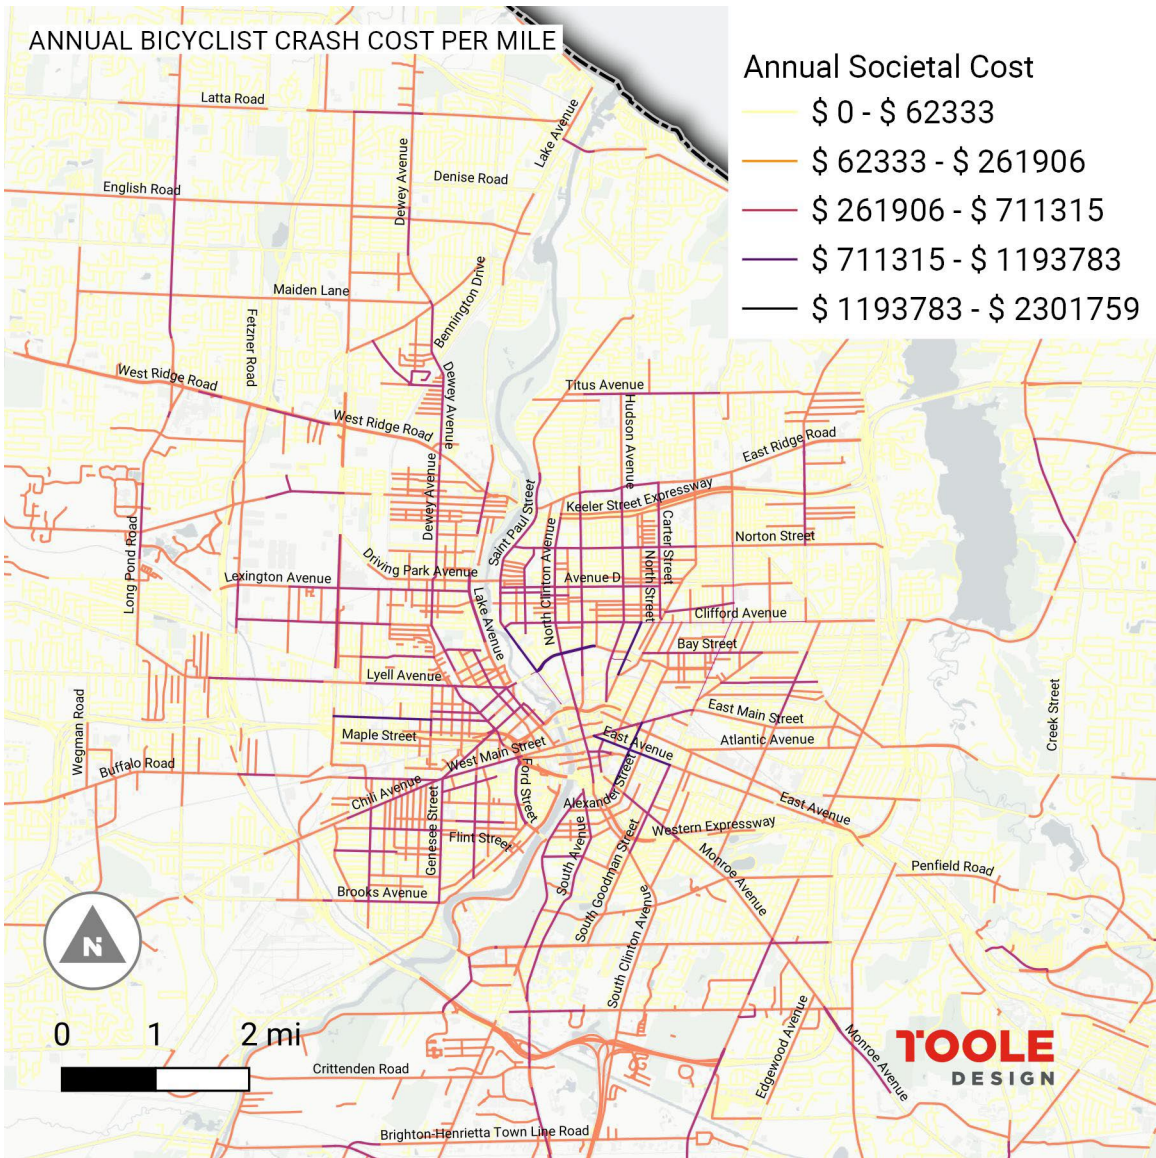 ANNUAL BICYCLIST CRASH COST PER MILE
Annual Societal Cost
$ 0 - $ 62333
$ 62333 - $ 261906
$ 261906 - $ 711315
$ 711315 - $ 1193783
$ 1193783 - $ 2301759
Latta Road
Lake Avenue
Dewey Avenue
Denise Road
English Road
Maiden Lane
Bennington Drive
Fetzner Road
West Ridge Road
Dewey Avenue
West Ridge Road
Titus Avenue
Hudson Avenue
East Ridge Road
Dewey Avenue
Saint Paul Street
Keeler Street Expressway
Long Pond Road
Carter Street
Norton Street
North Clinton Avenue
Driving Park Avenue
Lexington Avenue
Avenue D
North Street
Lake Avenue
Clifford Avenue
Bay Street
Lyell Avenue
Wegman Road
Creek Street
East Main Street
Maple Street
West Main Street
East Avenue
Atlantic Avenue
Buffalo Road
Chili Avenue
Ford Street
Alexander Street
East Avenue
Genesee Street
Flint Street
South Avenue
South Goodman Street
Western Expressway
Monroe Avenue
Penfield Road
Brooks Avenue
South Clinton Avenue
N
0 1 2 mi
Edgewood Avenue
Monroe Avenue
TOOLE
DESIGN
Crittenden Road
Brighton-Henrietta Town Line Road